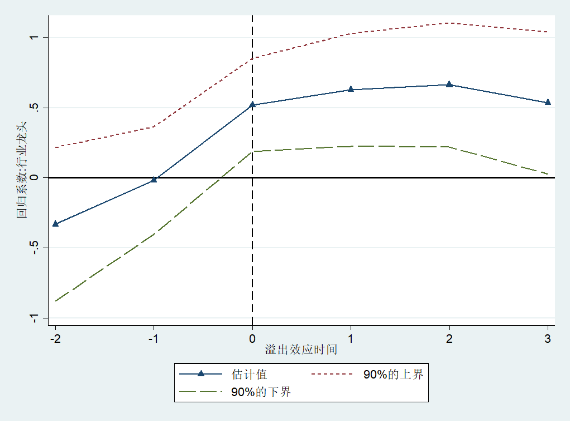 1
.5
0
-.5
-1
回归系数:行业龙头
-2
-1
0
1
2
3
溢出效应时间
估计值
90%的上界
90%的下界